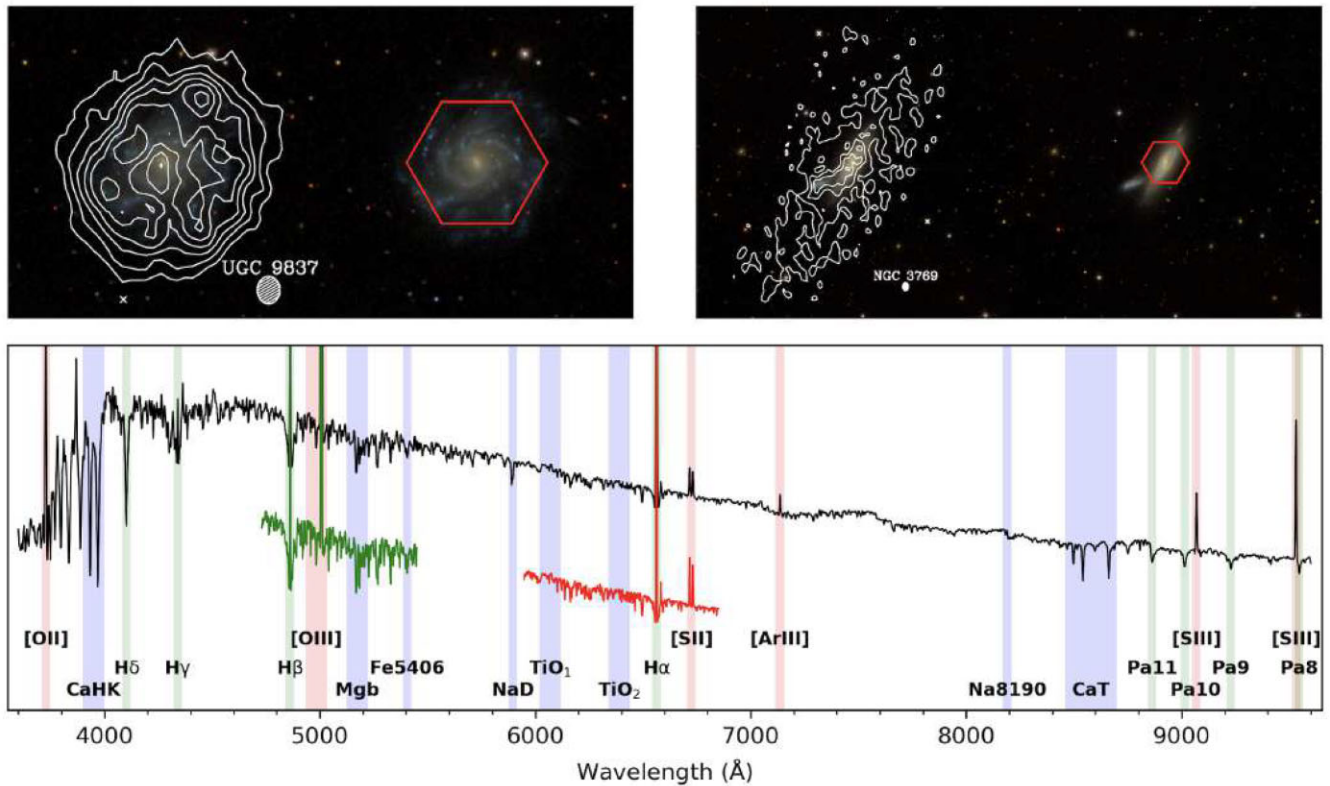 UGC 9837
NGC 3769
[OII] [OIII] [SII] [ArIII] [SIII] [SIII]
Hδ Hγ Hβ Fe5406 TiO₁ Hα Pa11 Pa9 Pa8
CaHK Mgb NaD TiO₂ Na8190 CaT Pa10
4000 5000 6000 7000 8000 9000
Wavelength (Å)